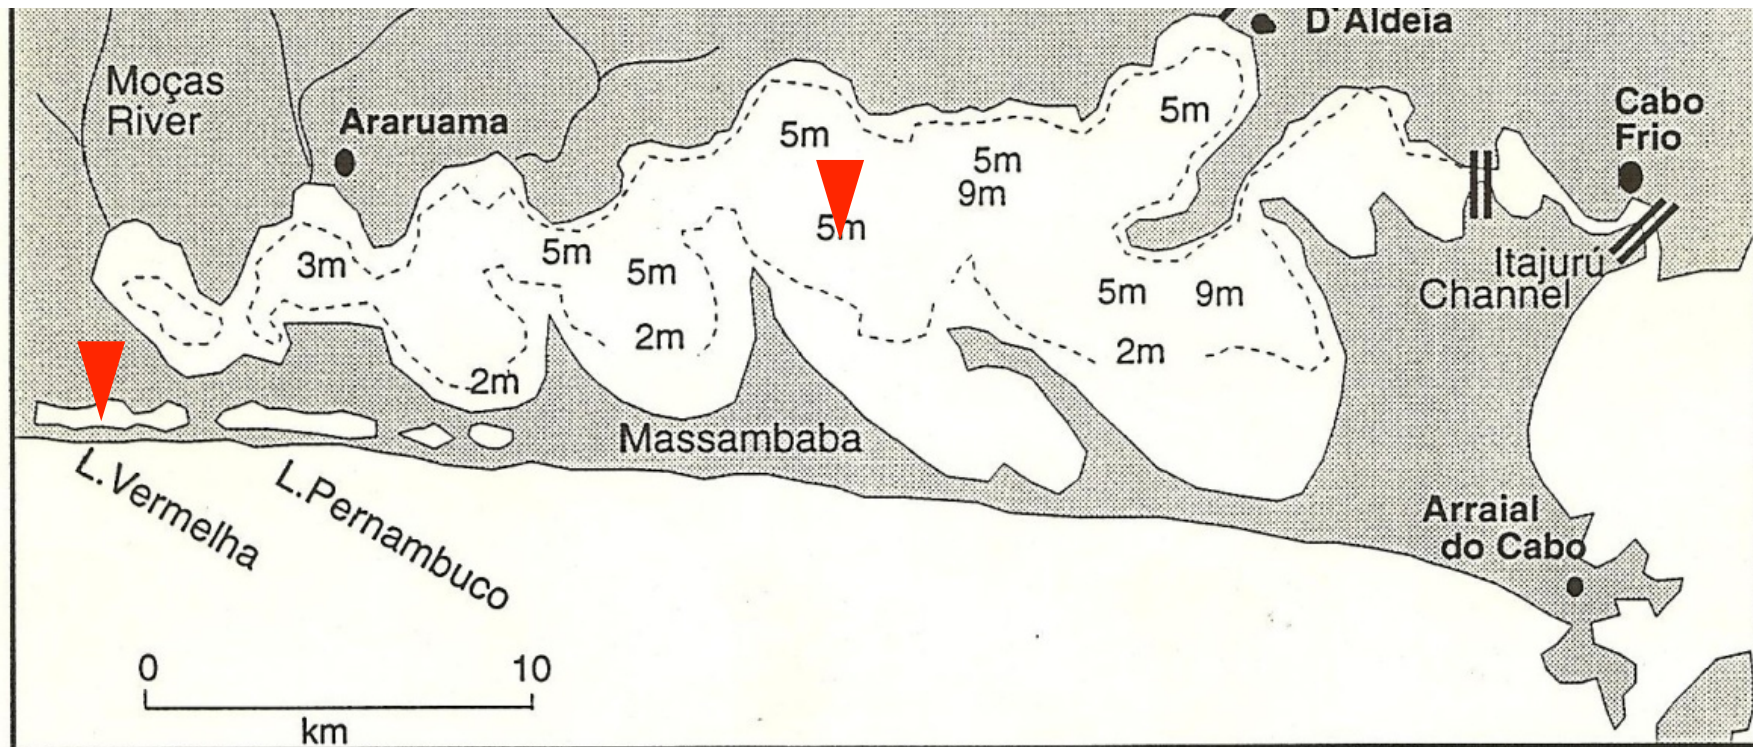 D'Aldeia
Moças
River
Araruama
Cabo
Frio
5m
5m
5m
9m
5m
3m
5m
5m
5m
9m
2m
2m
2m
Itajurú
Channel
Massambaba
L. Vermelha
L. Pernambuco
Arraial
do Cabo
0 10
km